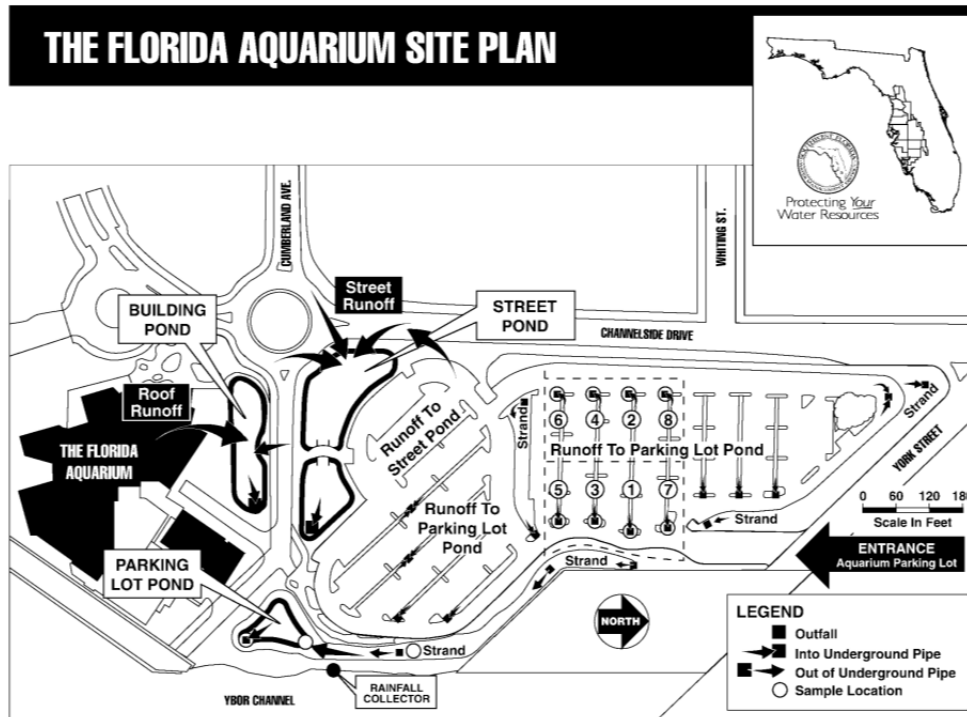 THE FLORIDA AQUARIUM SITE PLAN
Protecting Your
Water Resources
CUMBERLAND AVE.
WHITING ST.
Street
Runoff
BUILDING
POND
STREET
POND
CHANNELSIDE DRIVE
Roof
Runoff
THE FLORIDA
AQUARIUM
Runoff To
Street Pond
Strand
6
4
2
8
Runoff To Parking Lot Pond
5
3
1
7
Strand
YORK STREET
Runoff To
Parking Lot
Pond
Strand
0 60 120 180
Scale In Feet
PARKING
LOT POND
Strand
ENTRANCE
Aquarium Parking Lot
NORTH
Strand
RAINFALL
COLLECTOR
YBOR CHANNEL
LEGEND
Outfall
Into Underground Pipe
Out of Underground Pipe
Sample Location